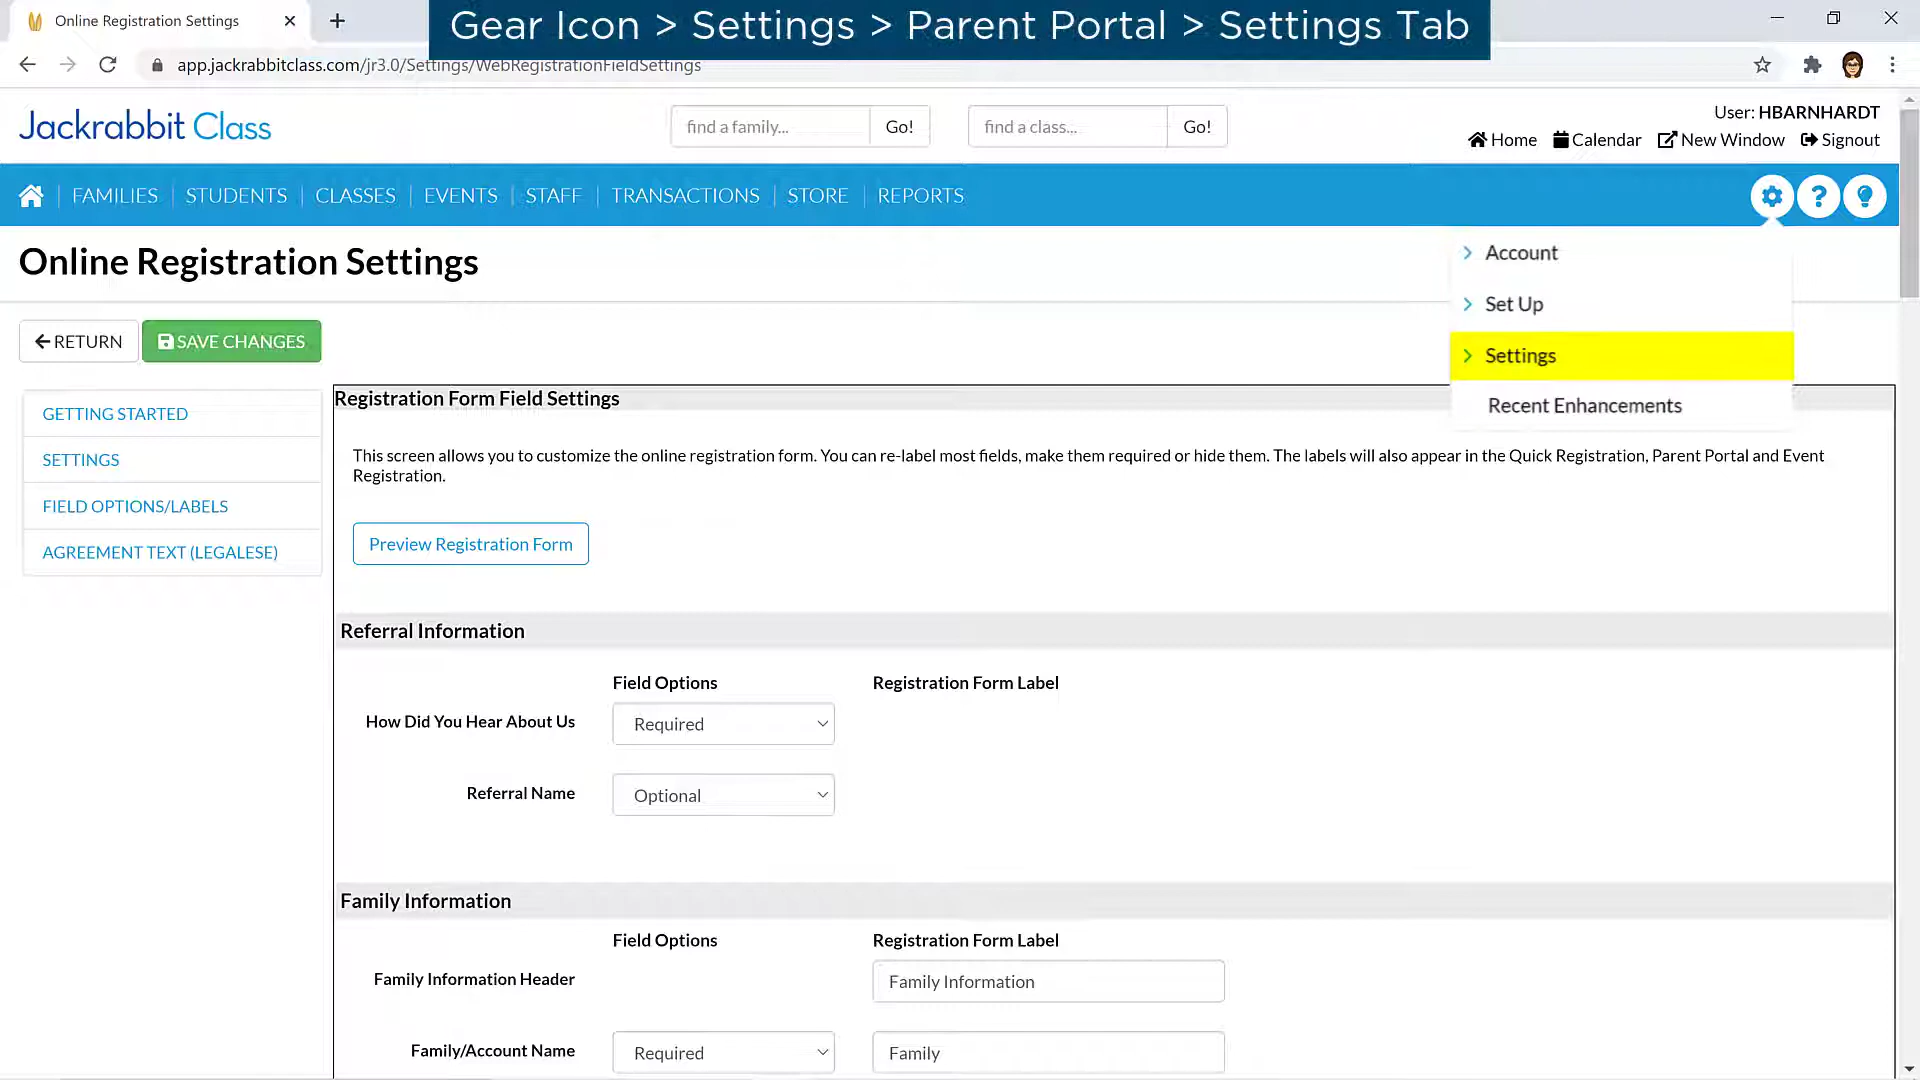 Online Registration Settings
Gear Icon > Settings > Parent Portal > Settings Tab
app.jackrabbitclass.com/jr3.0/Settings/WebRegistrationFieldSettings
Jackrabbit Class
find a family...
Go!
find a class...
Go!
User: HBARNHARDT
Home
Calendar
New Window
Signout
FAMILIES
STUDENTS
CLASSES
EVENTS
STAFF
TRANSACTIONS
STORE
REPORTS
?
Online Registration Settings
Account
Set Up
Settings
Recent Enhancements
RETURN
SAVE CHANGES
GETTING STARTED
SETTINGS
FIELD OPTIONS/LABELS
AGREEMENT TEXT (LEGALESE)
Registration Form Field Settings
This screen allows you to customize the online registration form. You can re-label most fields, make them required or hide them. The labels will also appear in the Quick Registration, Parent Portal and Event
Registration.
Preview Registration Form
Referral Information
Field Options
Registration Form Label
How Did You Hear About Us
Required
Referral Name
Optional
Family Information
Field Options
Registration Form Label
Family Information Header
Family Information
Family/Account Name
Required
Family